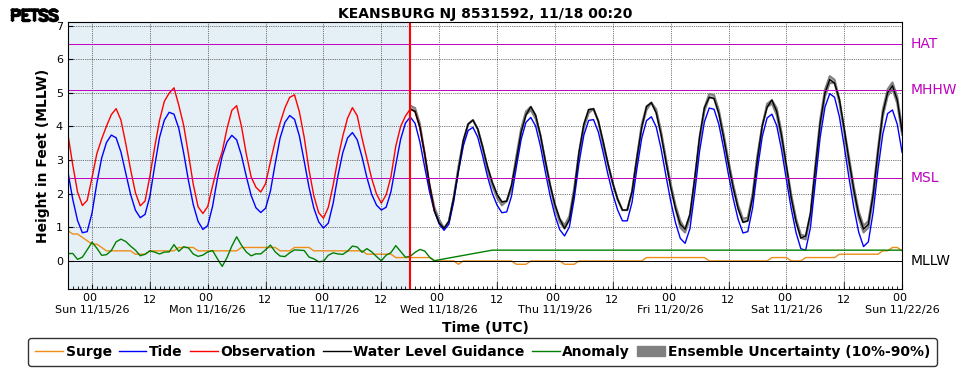 PETSS
KEANSBURG NJ 8531592, 11/18 00:20
Height in Feet (MLLW)
7
6
5
4
3
2
1
0
HAT
MHHW
MSL
MLLW
00 12 00 12 00 12 00 12 00 12 00 12 00 12 00
Sun 11/15/26 Mon 11/16/26 Tue 11/17/26 Wed 11/18/26 Thu 11/19/26 Fri 11/20/26 Sat 11/21/26 Sun 11/22/26
Time (UTC)
Surge Tide Observation Water Level Guidance Anomaly Ensemble Uncertainty (10%-90%)